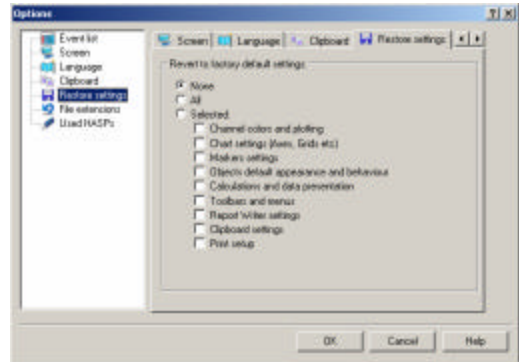 Options
Event list
Screen
Language
Clipboard
Restore settings
File extensions
Used HASPs
Screen
Language
Clipboard
Restore settings
Revert to factory default settings
None
All
Selected:
Channel colors and plotting
Chart settings (Axes, Grids etc)
Markers settings
Objects default appearance and behaviour
Calculations and data presentation
Toolbars and menus
Report Writer settings
Clipboard settings
Print setup
OK
Cancel
Help